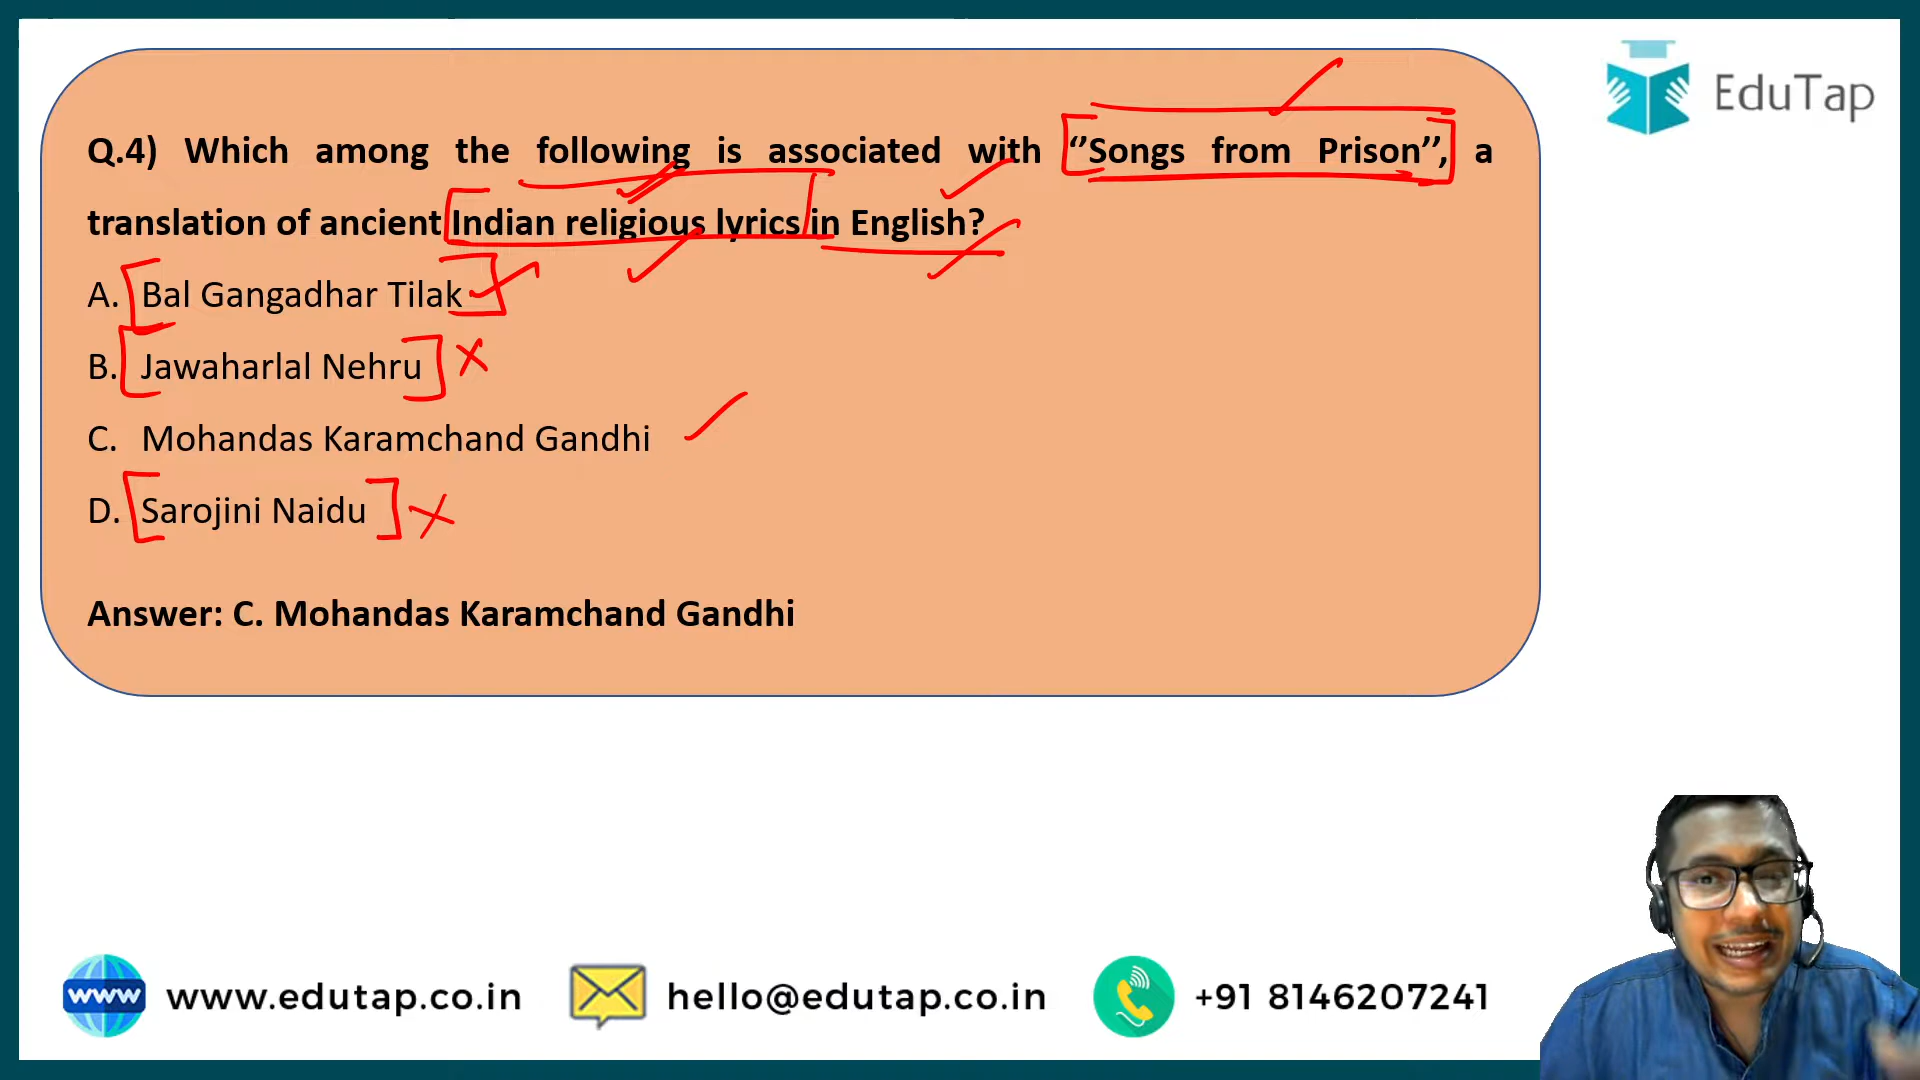 EduTap
Q.4) Which among the following is associated with ‘’Songs from Prison’’, a
translation of ancient Indian religious lyrics in English?
A. Bal Gangadhar Tilak
B. Jawaharlal Nehru
C. Mohandas Karamchand Gandhi
D. Sarojini Naidu
Answer: C. Mohandas Karamchand Gandhi
www www.edutap.co.in hello@edutap.co.in +91 8146207241